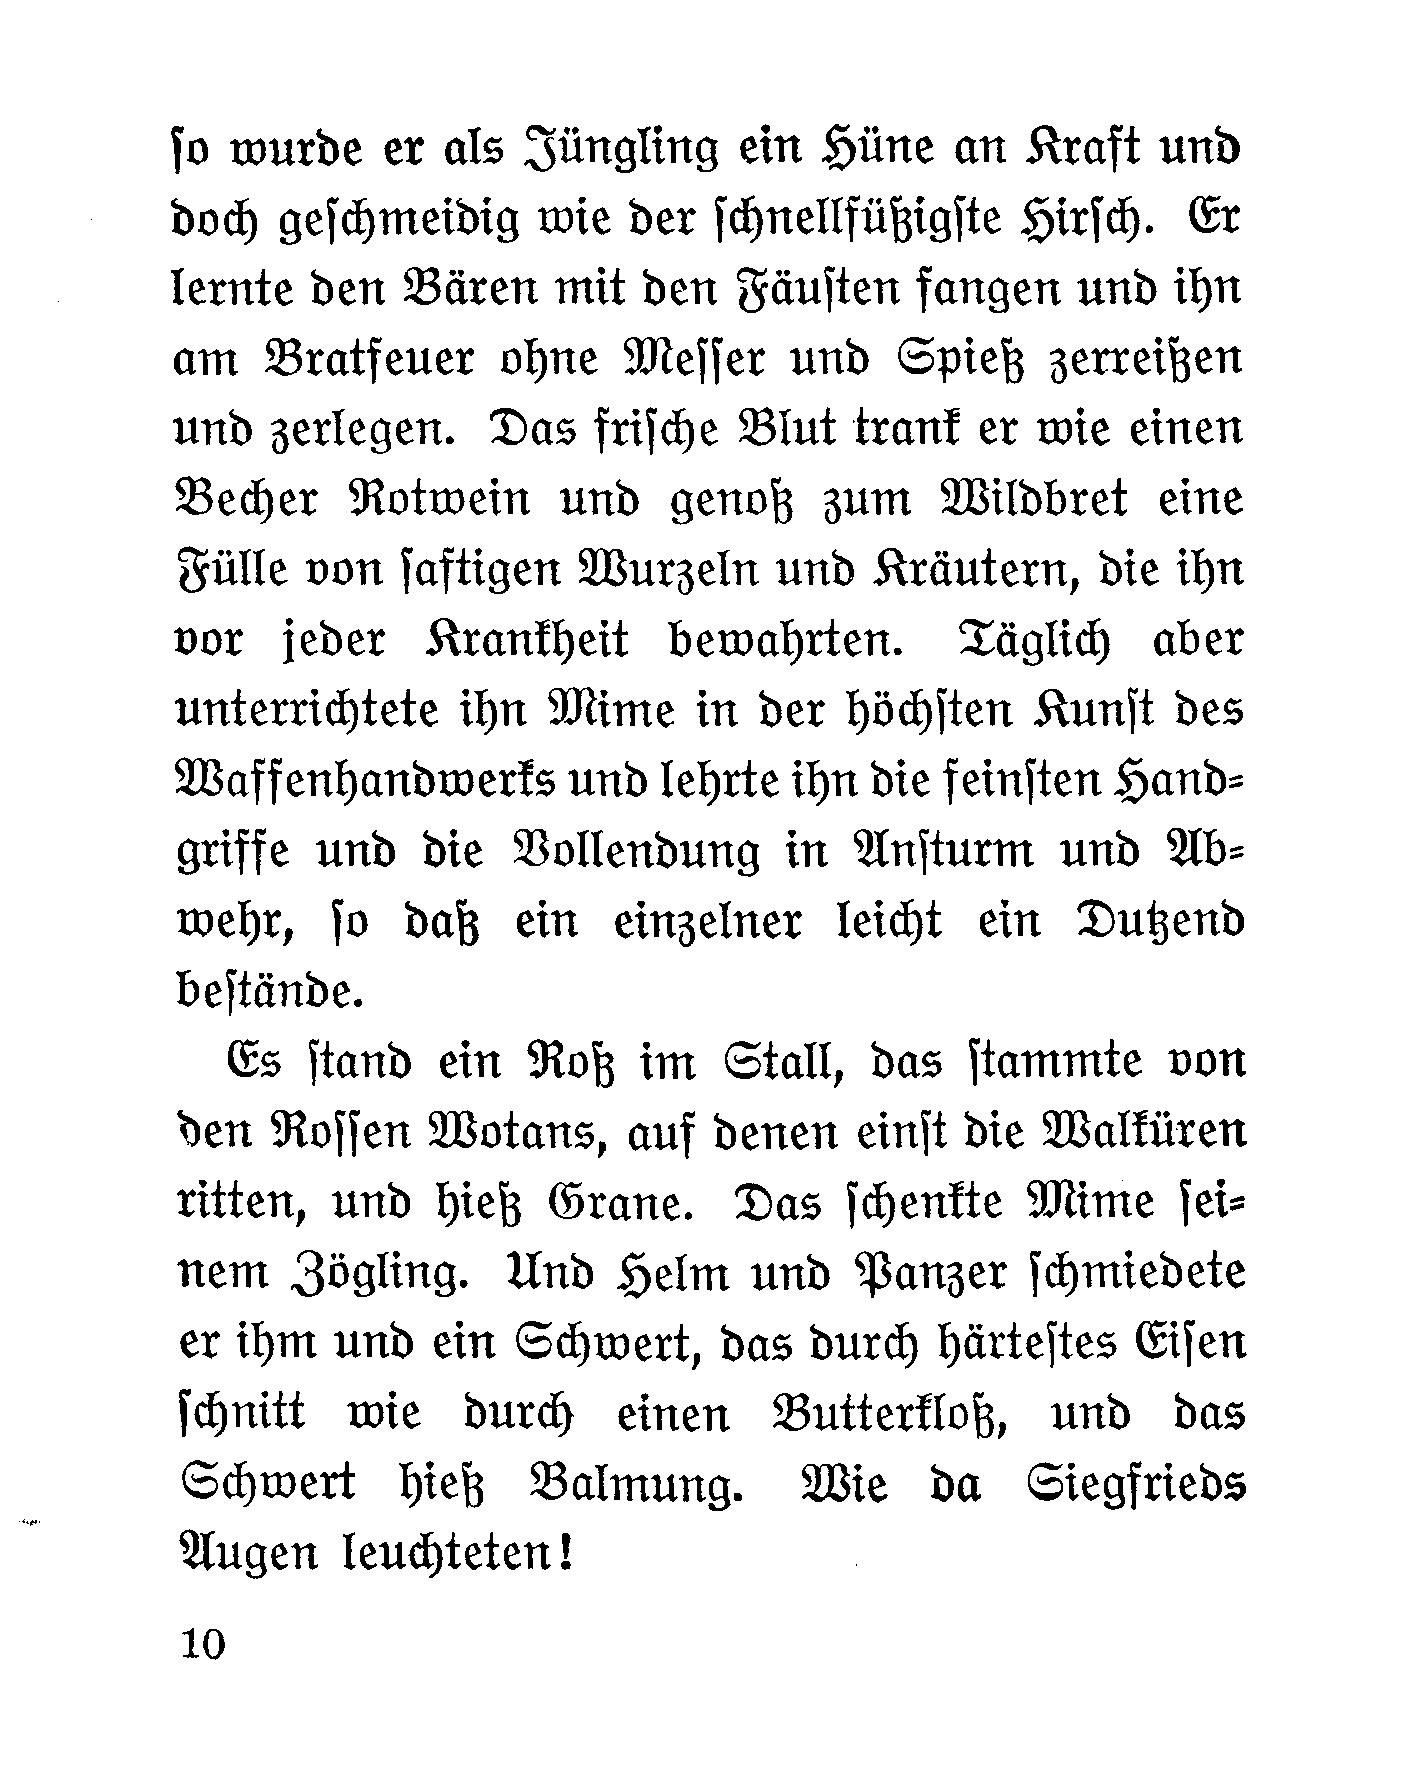 so wurde er als Jüngling ein Hüne an Kraft und
doch geschmeidig wie der schnellfüßigste Hirsch. Er
lernte den Bären mit den Fäusten fangen und ihn
am Bratfeuer ohne Messer und Spieß zerreißen
und zerlegen. Das frische Blut trank er wie einen
Becher Rotwein und genoß zum Wildbret eine
Fülle von saftigen Wurzeln und Kräutern, die ihn
vor jeder Krankheit bewahrten. Täglich aber
unterrichtete ihn Mime in der höchsten Kunst des
Waffenhandwerks und lehrte ihn die feinsten Hand-
griffe und die Vollendung in Ansturm und Ab-
wehr, so daß ein einzelner leicht ein Dutzend
bestände.
Es stand ein Roß im Stall, das stammte von
den Rossen Wotans, auf denen einst die Walküren
ritten, und hieß Grane. Das schenkte Mime sei-
nem Zögling. Und Helm und Panzer schmiedete
er ihm und ein Schwert, das durch härtestes Eisen
schnitt wie durch einen Butterkloß, und das
Schwert hieß Balmung. Wie da Siegfrieds
Augen leuchteten!
10